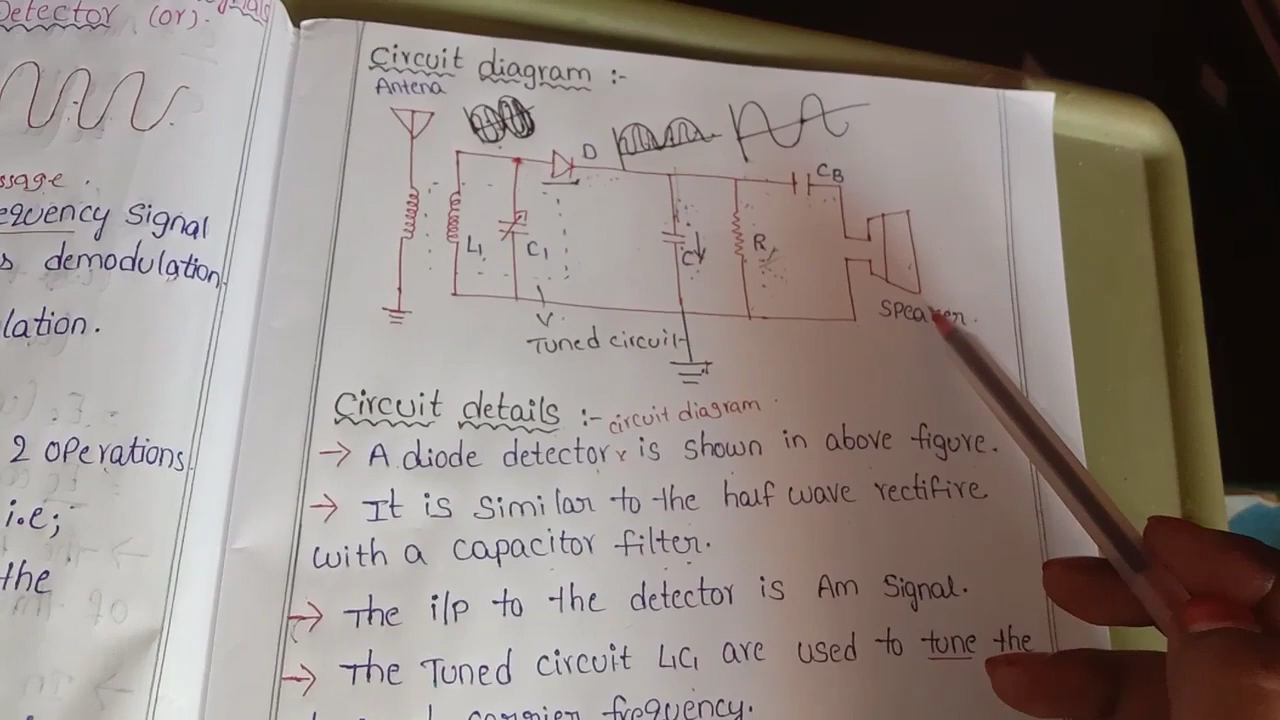 Detector (or).
ssage.
equency Signal
s demodulation
lation.
2 operations
i.e;
the
Circuit diagram :-
Antena
D
CB
L1
C1
C
R
Speaker.
Tuned circuit
Circuit details :- circuit diagram
→ A diode detector is shown in above figure.
→ It is similar to the half wave rectifire
with a capacitor filter.
→ The i/p to the detector is Am Signal.
→ The Tuned circuit L1C1 are used to tune the
carrier frequency.